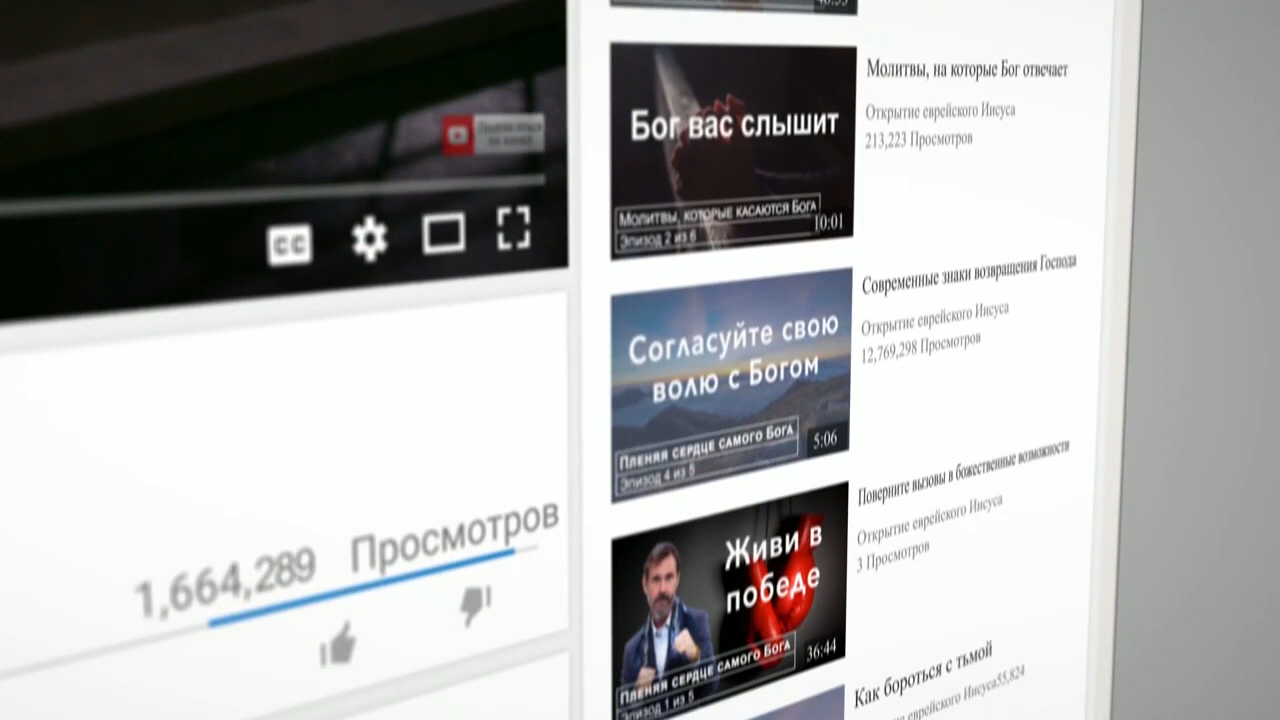 1,664,289 Просмотров
Бог вас слышит
Молитвы, которые касаются Бога
Эпизод 2 из 6
10:01
Молитвы, на которые Бог отвечает
Открытие еврейского Иисуса
213,223 Просмотров
Согласуйте свою
волю с Богом
Пленяя сердце самого Бога
Эпизод 4 из 5
5:06
Современные знаки возвращения Господа
Открытие еврейского Иисуса
12,769,298 Просмотров
Живи в
победе
Пленяя сердце самого Бога
Эпизод 1 из 5
36:44
Поверните вызовы в божественные возможности
Открытие еврейского Иисуса
3 Просмотров
Как бороться с тьмой
еврейского Иисуса55,824